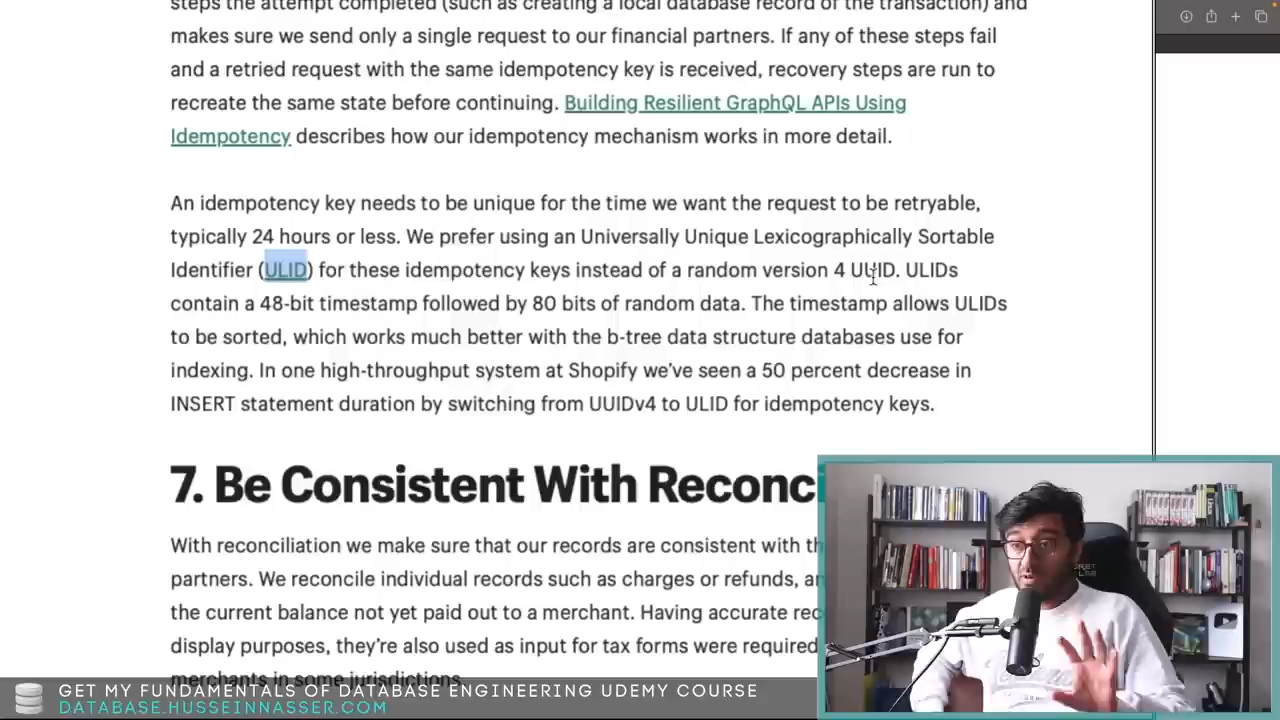 steps the attempt completed (such as creating a local database record of the transaction) and
makes sure we send only a single request to our financial partners. If any of these steps fail
and a retried request with the same idempotency key is received, recovery steps are run to
recreate the same state before continuing. Building Resilient GraphQL APIs Using
Idempotency describes how our idempotency mechanism works in more detail.
An idempotency key needs to be unique for the time we want the request to be retryable,
typically 24 hours or less. We prefer using an Universally Unique Lexicographically Sortable
Identifier (ULID) for these idempotency keys instead of a random version 4 UUID. ULIDs
contain a 48-bit timestamp followed by 80 bits of random data. The timestamp allows ULIDs
to be sorted, which works much better with the b-tree data structure databases use for
indexing. In one high-throughput system at Shopify we've seen a 50 percent decrease in
INSERT statement duration by switching from UUIDv4 to ULID for idempotency keys.
7. Be Consistent With Reconc
With reconciliation we make sure that our records are consistent with th
partners. We reconcile individual records such as charges or refunds, a
the current balance not yet paid out to a merchant. Having accurate rec
display purposes, they're also used as input for tax forms we're required
merchants in some jurisdictions.
GET MY FUNDAMENTALS OF DATABASE ENGINEERING UDEMY COURSE
DATABASE.HUSSEINNASSER.COM